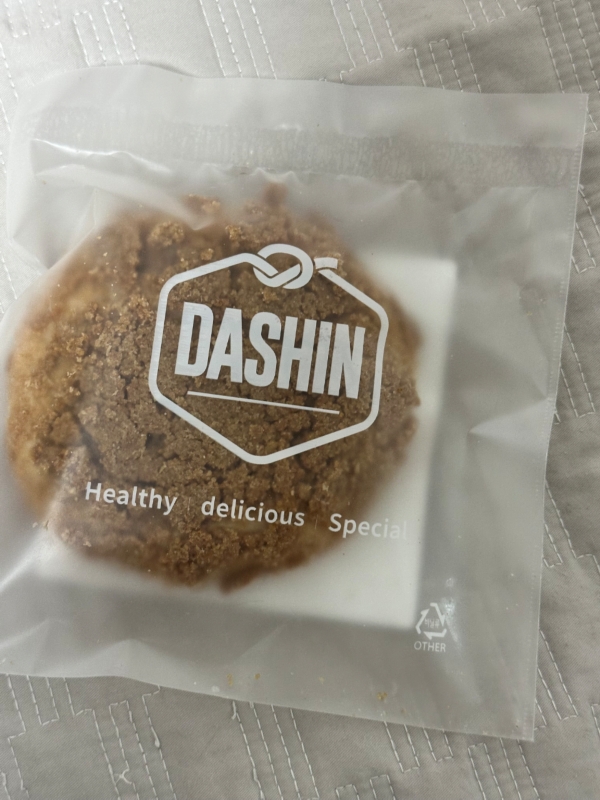 DASHIN
Healthy delicious Special
OTHER